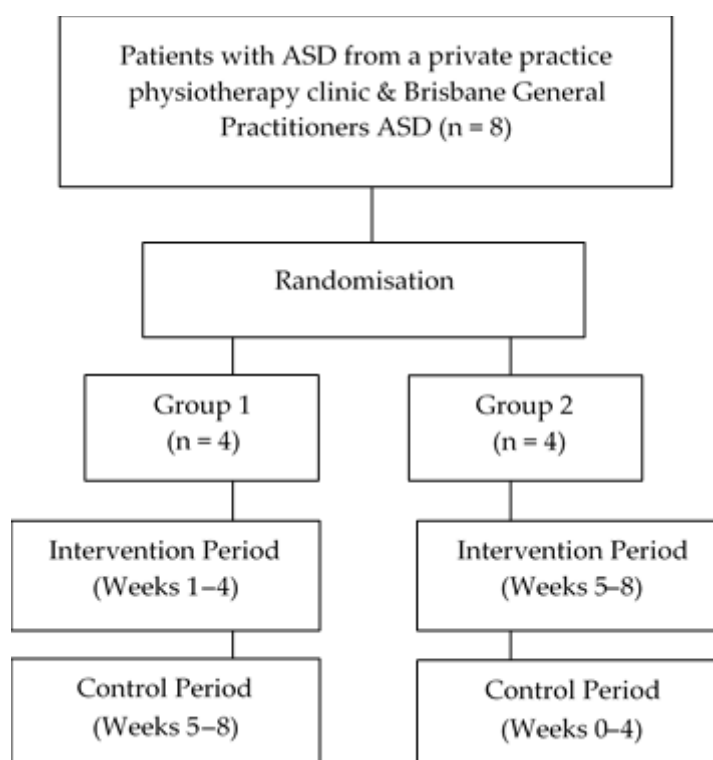 Patients with ASD from a private practice
physiotherapy clinic & Brisbane General
Practitioners ASD (n = 8)
Randomisation
Group 1
(n = 4)
Group 2
(n = 4)
Intervention Period
(Weeks 1–4)
Intervention Period
(Weeks 5–8)
Control Period
(Weeks 5–8)
Control Period
(Weeks 0–4)